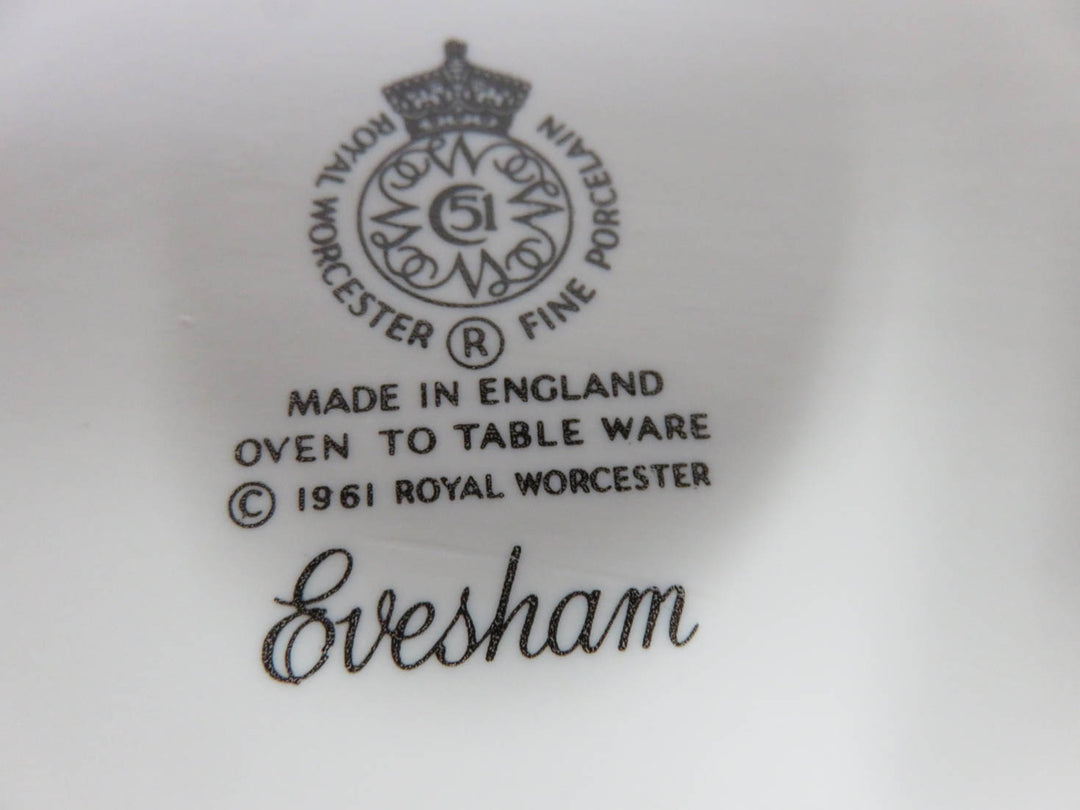 ROYAL WORCESTER FINE PORCELAIN
C 51
®
MADE IN ENGLAND
OVEN TO TABLE WARE
© 1961 ROYAL WORCESTER
Evesham